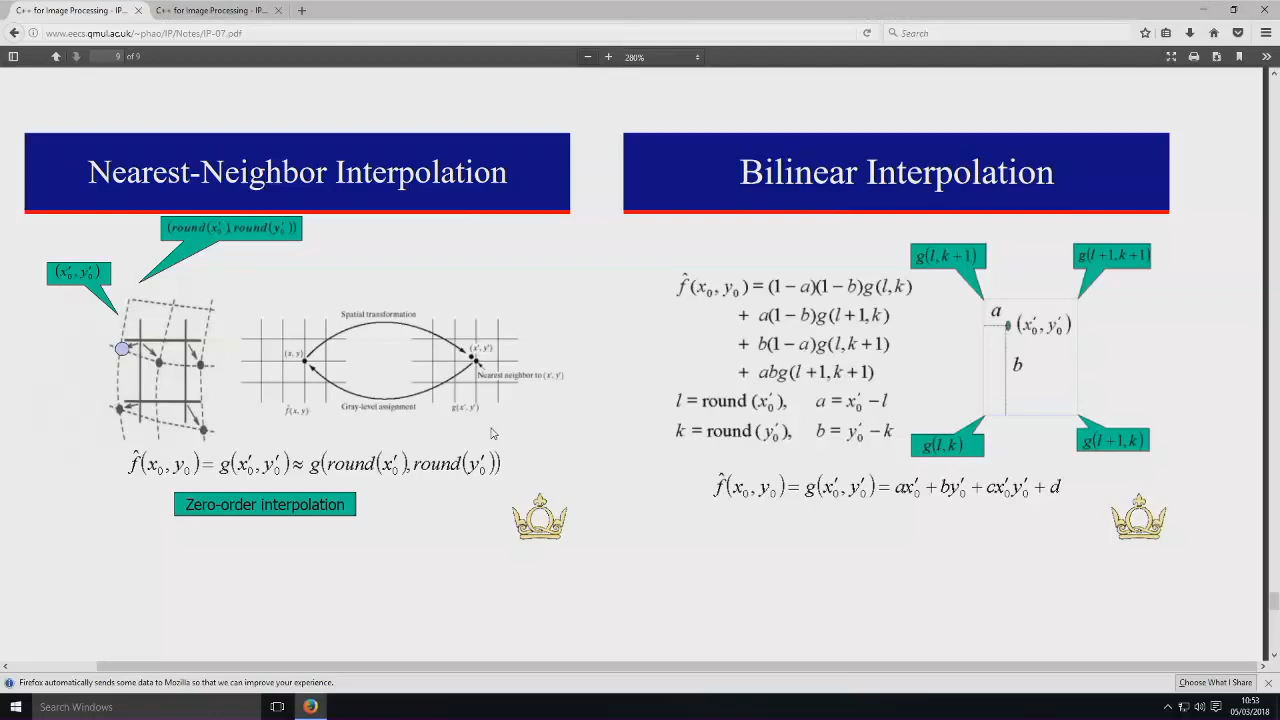 C++ for Image Processing - IP... × C++ for Image Processing - IP... × +
www.eecs.qmul.ac.uk/~phao/IP/Notes/IP-07.pdf
Search
9 of 9
− + 280%
Nearest-Neighbor Interpolation
(round(x′₀), round(y′₀))
(x′₀, y′₀)
Spatial transformation
(x, y)
(x′, y′)
Nearest neighbor to (x′, y′)
Gray-level assignment
f̂(x, y)
g(x′, y′)
f̂(x₀, y₀) = g(x′₀, y′₀) ≈ g(round(x′₀), round(y′₀))
Zero-order interpolation
Bilinear Interpolation
g(l, k+1)
g(l+1, k+1)
f̂(x₀, y₀) = (1−a)(1−b)g(l, k)
+ a(1−b)g(l+1, k)
+ b(1−a)g(l, k+1)
+ abg(l+1, k+1)
l = round (x′₀), a = x′₀ − l
k = round (y′₀), b = y′₀ − k
a
(x′₀, y′₀)
b
g(l, k)
g(l+1, k)
f̂(x₀, y₀) = g(x′₀, y′₀) = ax′₀ + by′₀ + cx′₀y′₀ + d
Firefox automatically sends some data to Mozilla so that we can improve your experience.
Choose What I Share
Search Windows
10:53
05/03/2018